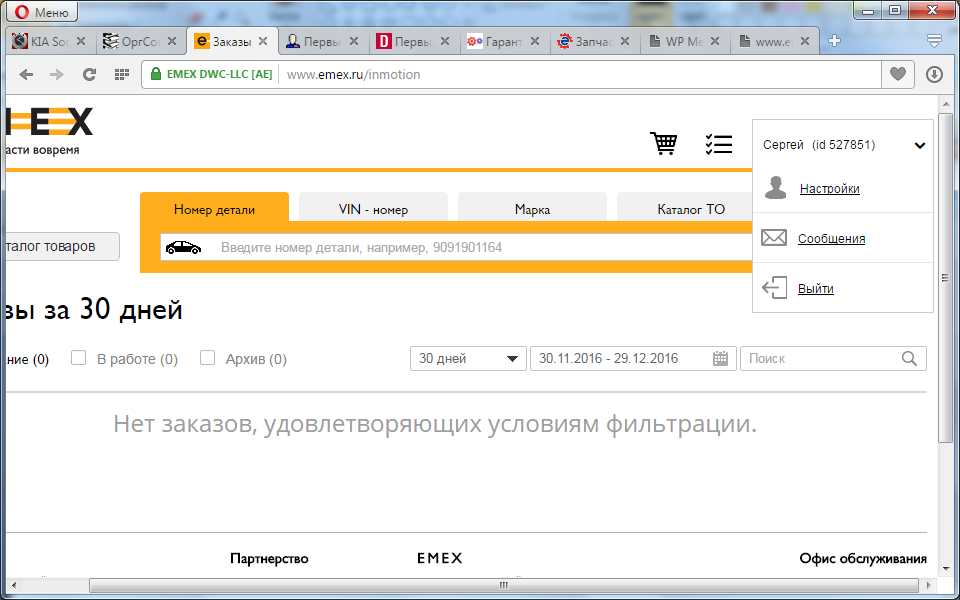 Меню
KIA Sor
ОргСо
Заказы
Первы
Первы
Гарант
Запчас
WP Me
www.e
EMEX DWC-LLC [AE] www.emex.ru/inmotion
EMEX
асти вовремя
Сергей (id 527851)
Настройки
Сообщения
Выйти
Номер детали
VIN - номер
Марка
Каталог ТО
талог товаров
Введите номер детали, например, 9091901164
вы за 30 дней
ние (0)
В работе (0)
Архив (0)
30 дней
30.11.2016 - 29.12.2016
Поиск
Нет заказов, удовлетворяющих условиям фильтрации.
Партнерство
EMEX
Офис обслуживания